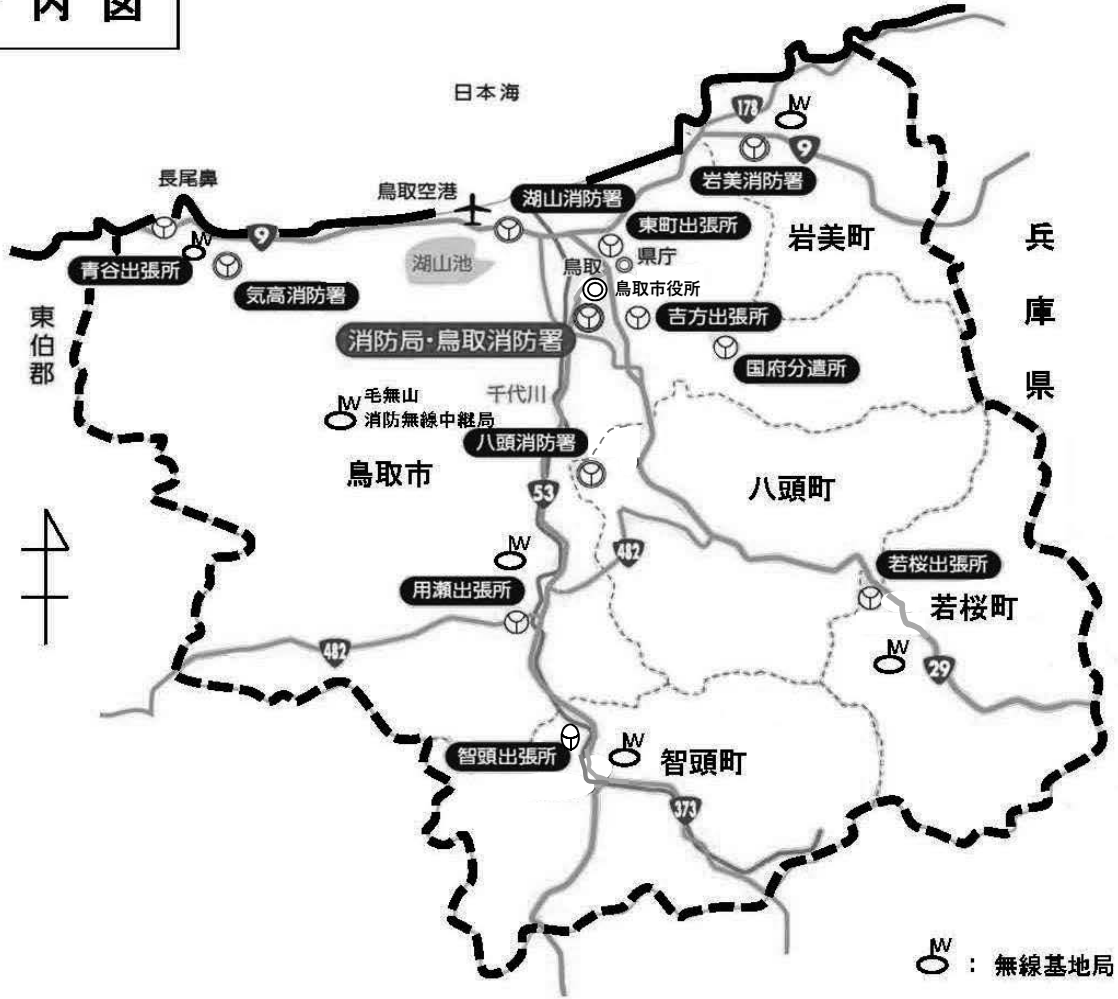 内図
日本海
178
9
岩美消防署
長尾鼻
鳥取空港
湖山消防署
東町出張所
岩美町
兵庫県
9
青谷出張所
気高消防署
湖山池
鳥取
県庁
鳥取市役所
吉方出張所
消防局・鳥取消防署
国府分遣所
東伯郡
毛無山
消防無線中継局
千代川
八頭消防署
鳥取市
八頭町
53
482
用瀬出張所
若桜出張所
若桜町
482
29
智頭出張所
智頭町
373
：無線基地局